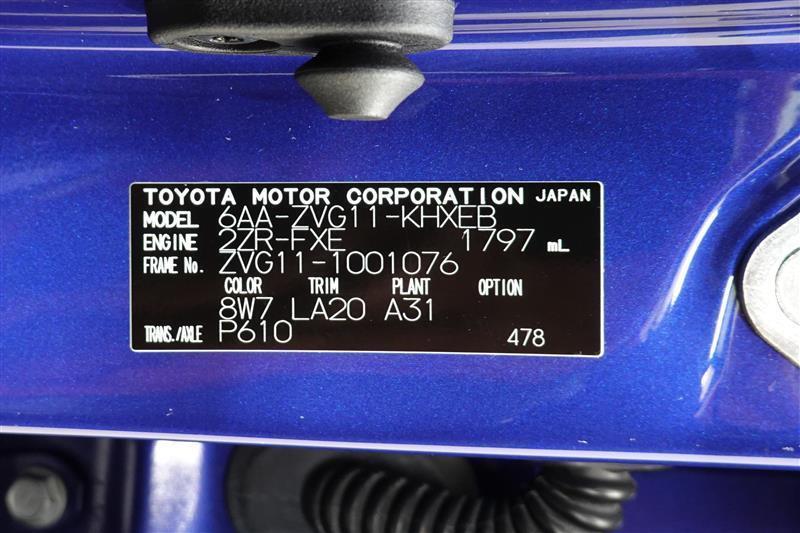 TOYOTA MOTOR CORPORATION JAPAN
MODEL 6AA-ZVG11-KHXEB
ENGINE 2ZR-FXE 1797 mL
FRAME No. ZVG11-1001076
COLOR TRIM PLANT OPTION
8W7 LA20 A31
TRANS./AXLE P610 478